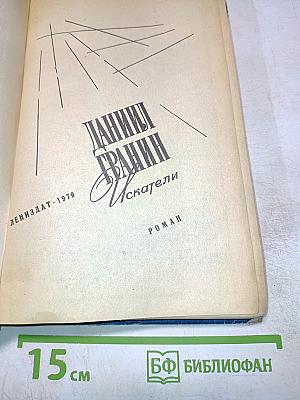 ДАНИИЛ
ГРАНИН
Искатели
ЛЕНИЗДАТ·1979
РОМАН
15 см
БФ БИБЛИОФАН